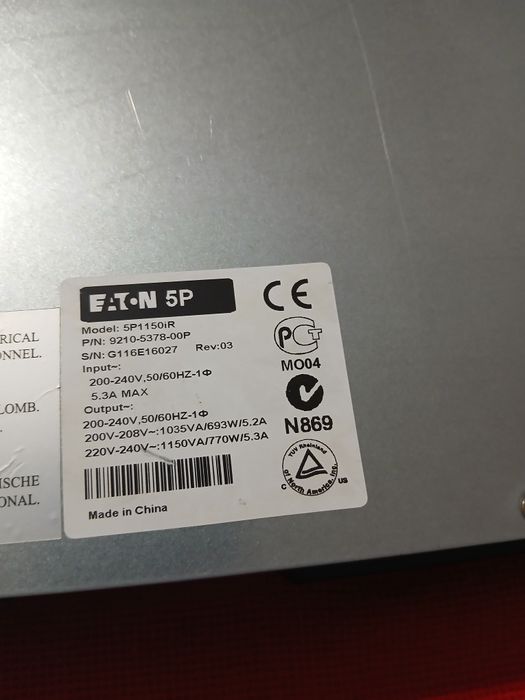 RICAL
ONNEL.
LOMB.
ISCHE
ONAL.
EATON 5P
Model: 5P1150iR
P/N: 9210-5378-00P
S/N: G116E16027 Rev:03
Input~:
200-240V,50/60HZ-1Φ
5.3A MAX
Output~:
200-240V,50/60HZ-1Φ
200V-208V~:1035VA/693W/5.2A
220V-240V~:1150VA/770W/5.3A
Made in China
CE
PCT
MO04
N869
TUV Rheinland
of North America, Inc.
C US